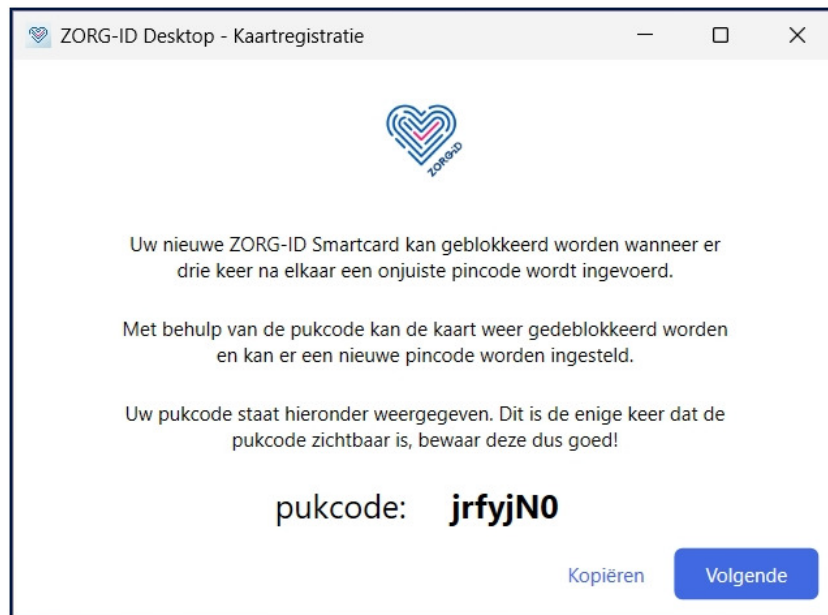 ZORG-ID Desktop - Kaartregistratie
ZORG-ID
Uw nieuwe ZORG-ID Smartcard kan geblokkeerd worden wanneer er
drie keer na elkaar een onjuiste pincode wordt ingevoerd.
Met behulp van de pukcode kan de kaart weer gedeblokkeerd worden
en kan er een nieuwe pincode worden ingesteld.
Uw pukcode staat hieronder weergegeven. Dit is de enige keer dat de
pukcode zichtbaar is, bewaar deze dus goed!
pukcode: jrfyjN0
Kopiëren Volgende